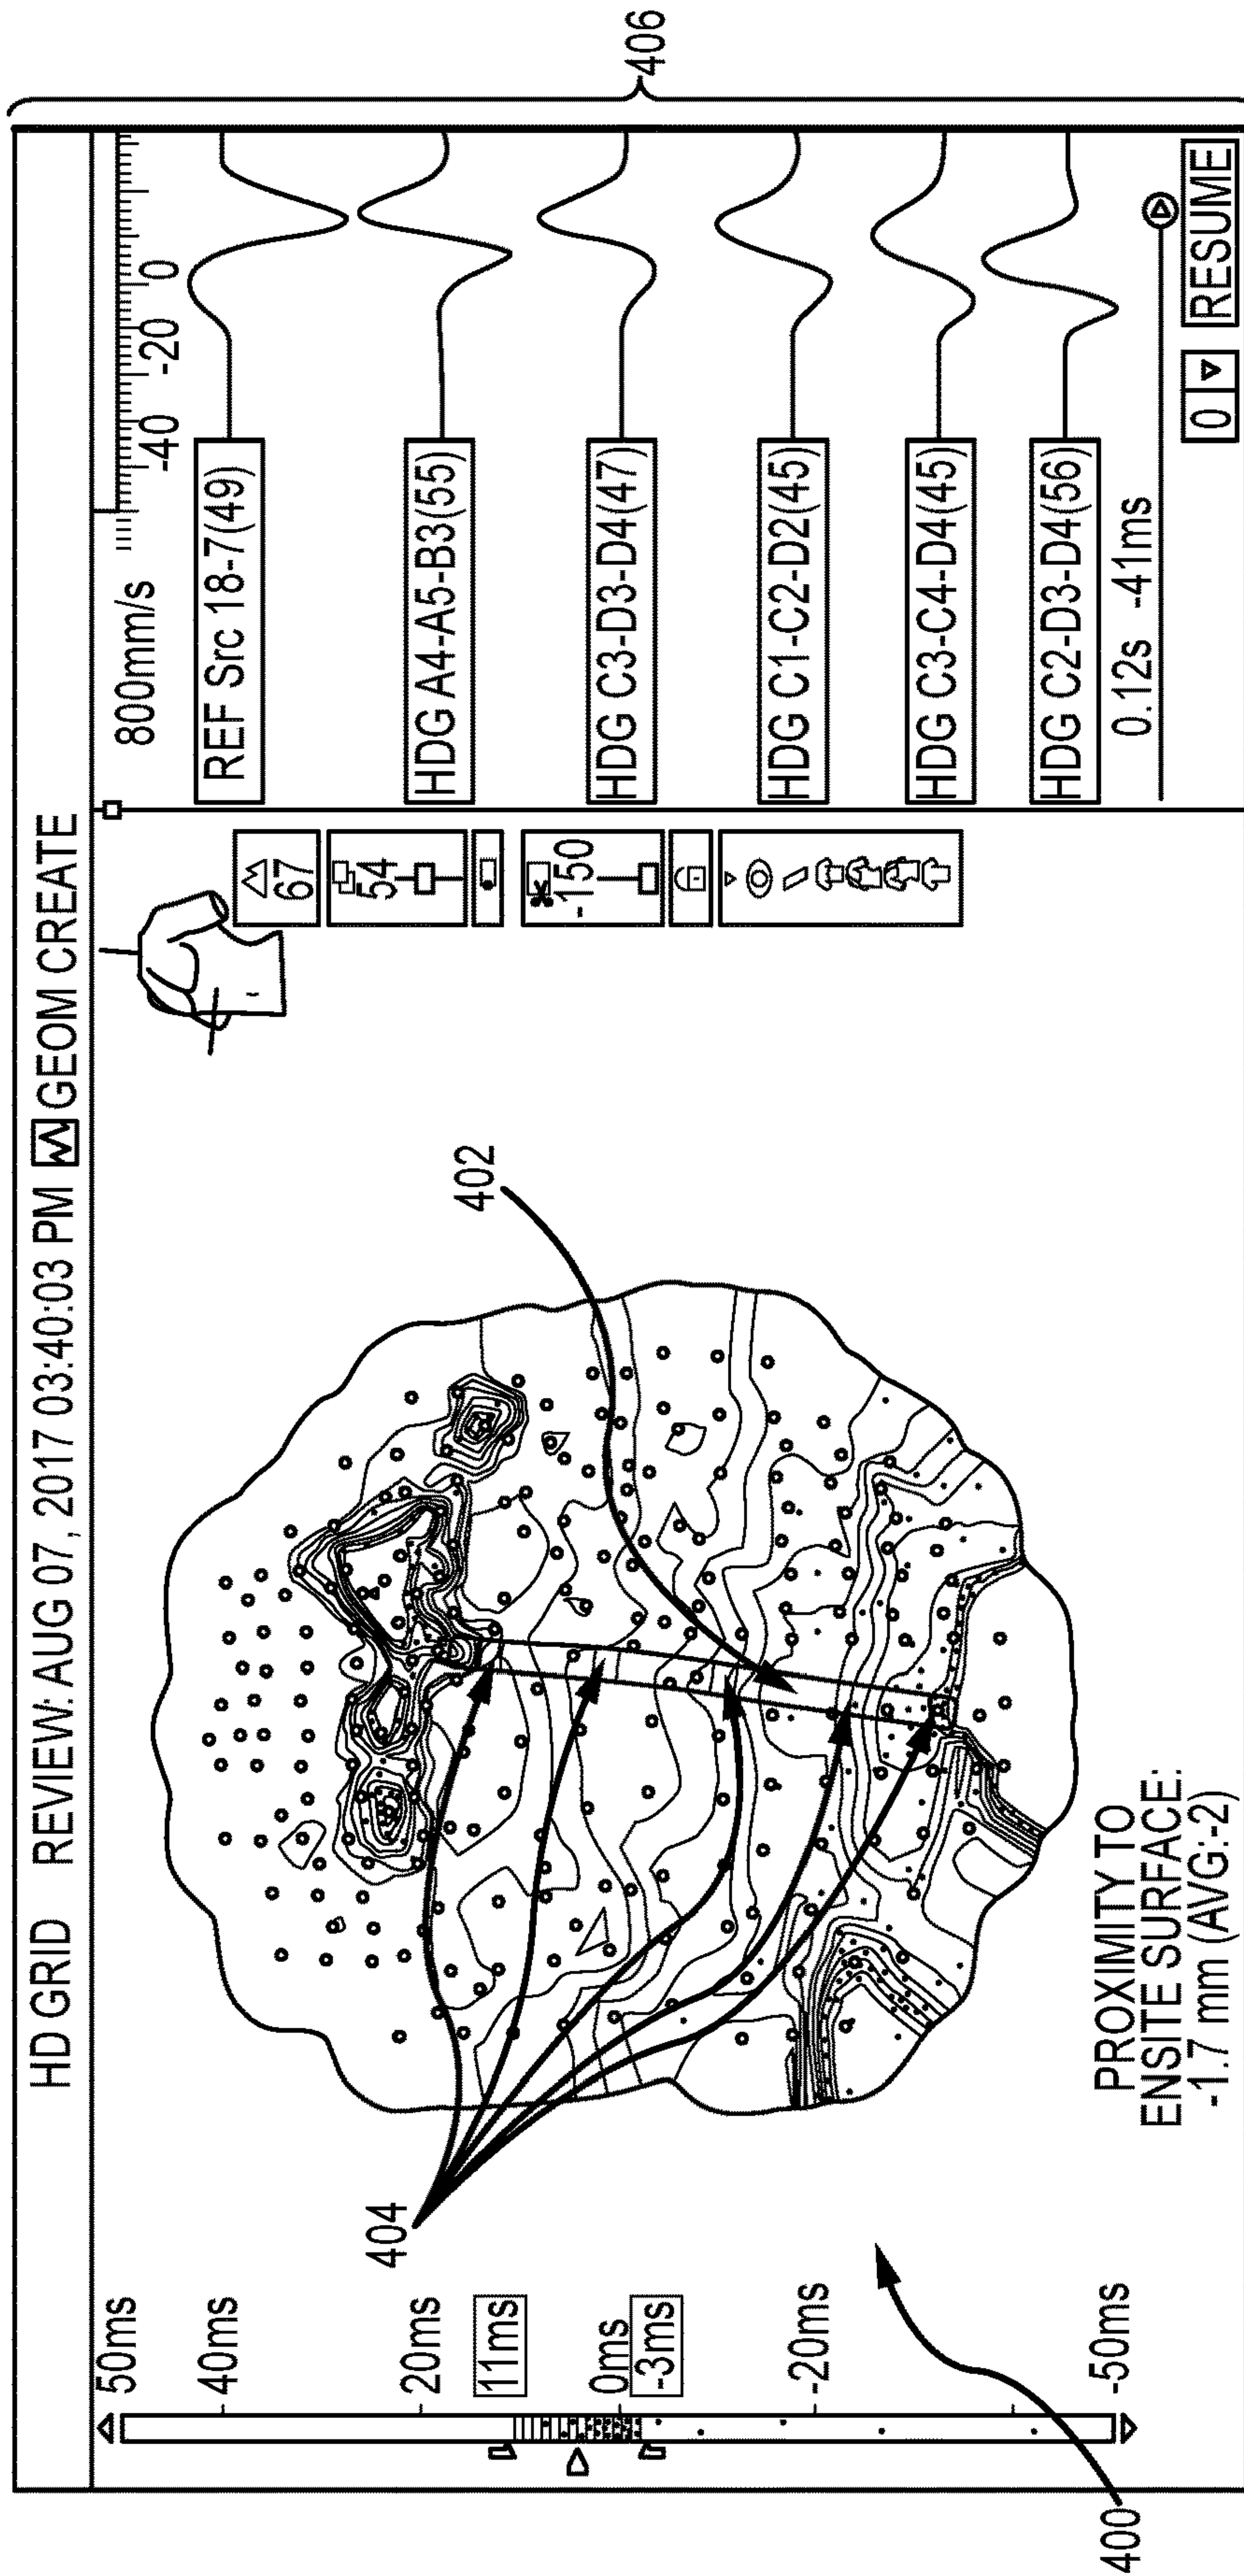 HD GRID REVIEW: AUG 07, 2017 03:40:03 PM GEOM CREATE
50ms
40ms
20ms
11ms
0ms
-3ms
-20ms
-50ms
400
404
402
PROXIMITY TO
ENSITE SURFACE:
-1.7 mm (AVG:-2)
67
54
-150
800mm/s
-40 -20 0
REF Src 18-7(49)
HDG A4-A5-B3(55)
HDG C3-D3-D4(47)
HDG C1-C2-D2(45)
HDG C3-C4-D4(45)
HDG C2-D3-D4(56)
0.12s -41ms
0 RESUME
406